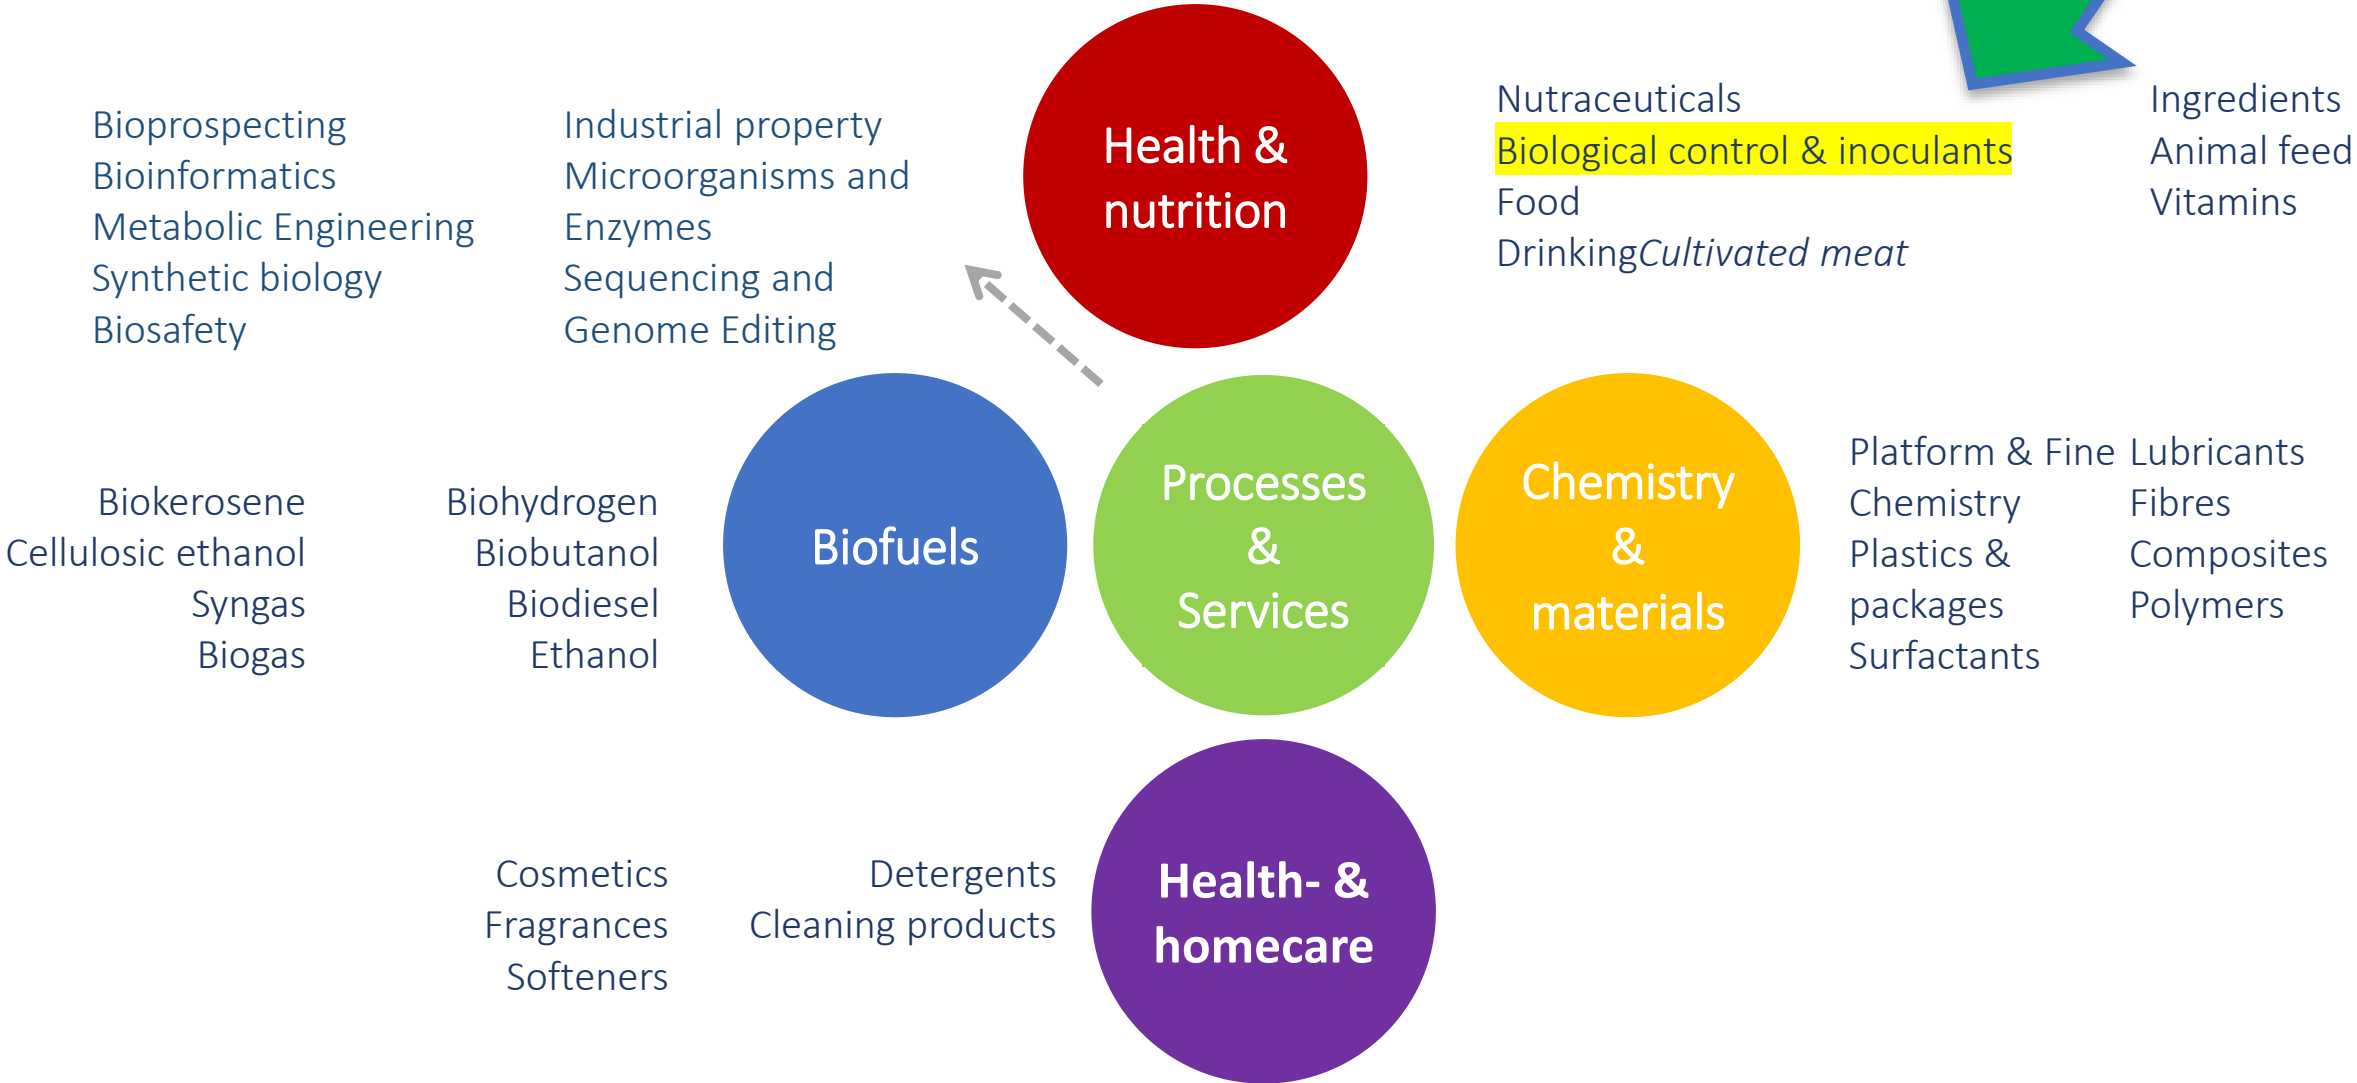 Bioprospecting
Bioinformatics
Metabolic Engineering
Synthetic biology
Biosafety
Industrial property
Microorganisms and
Enzymes
Sequencing and
Genome Editing
Health &
nutrition
Nutraceuticals
Biological control & inoculants
Food
DrinkingCultivated meat
Ingredients
Animal feed
Vitamins
Biokerosene
Cellulosic ethanol
Syngas
Biogas
Biohydrogen
Biobutanol
Biodiesel
Ethanol
Biofuels
Processes
&
Services
Chemistry
&
materials
Platform & Fine
Chemistry
Plastics &
packages
Surfactants
Lubricants
Fibres
Composites
Polymers
Cosmetics
Fragrances
Softeners
Detergents
Cleaning products
Health- &
homecare